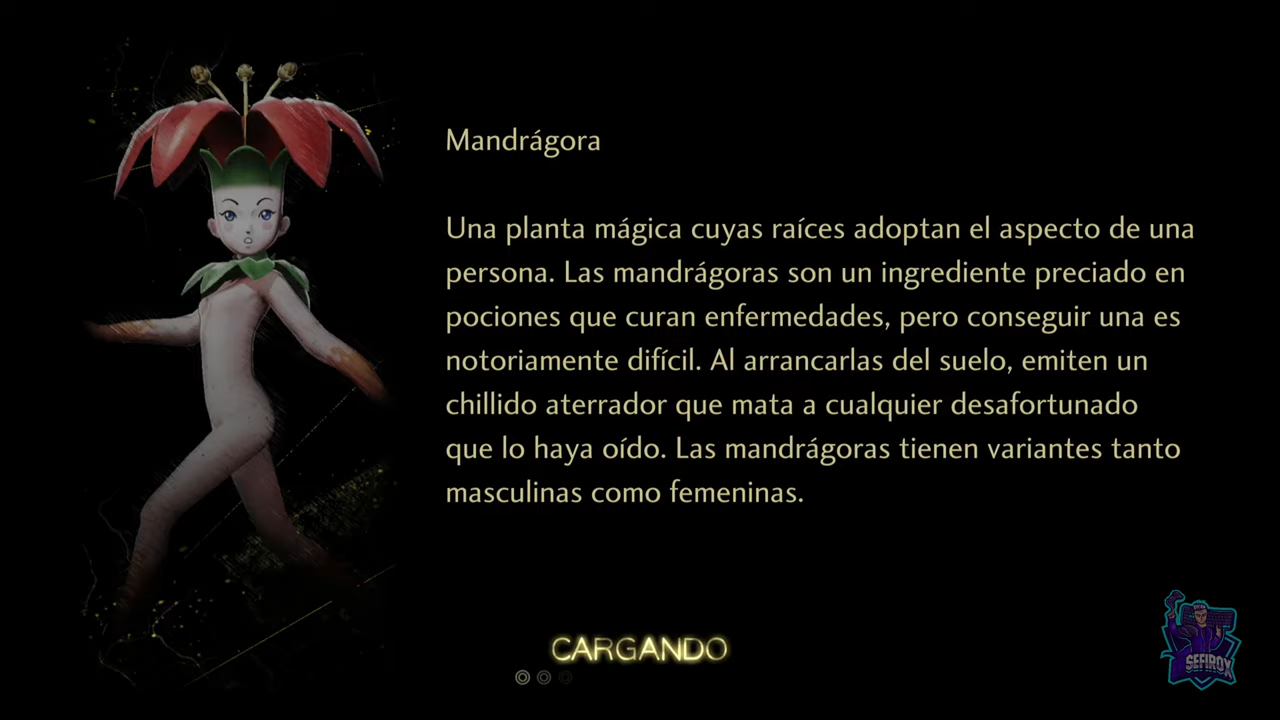 Mandrágora
Una planta mágica cuyas raíces adoptan el aspecto de una
persona. Las mandrágoras son un ingrediente preciado en
pociones que curan enfermedades, pero conseguir una es
notoriamente difícil. Al arrancarlas del suelo, emiten un
chillido aterrador que mata a cualquier desafortunado
que lo haya oído. Las mandrágoras tienen variantes tanto
masculinas como femeninas.
CARGANDO
SEFIROX